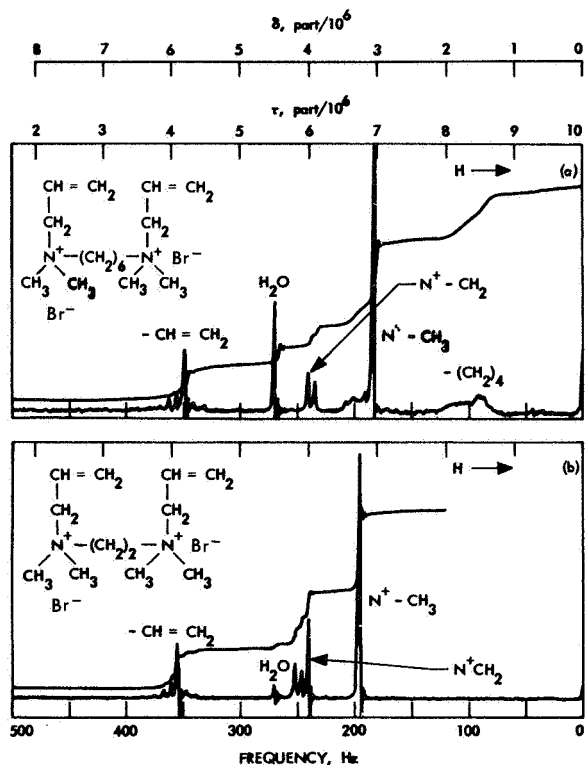 δ, part/10⁶
8 7 6 5 4 3 2 1 0
τ, part/10⁶
2 3 4 5 6 7 8 9 10
H → (a)
CH = CH₂ CH = CH₂
CH₂ CH₂
N⁺ –(CH₂)₆– N⁺ Br⁻
CH₃ CH₃ CH₃ CH₃
Br⁻
H₂O
N⁺ – CH₂
- CH = CH₂
N⁺ – CH₃
- (CH₂)₄
H → (b)
CH = CH₂ CH = CH₂
CH₂ CH₂
N⁺ –(CH₂)₂– N⁺ Br⁻
CH₃ CH₃ CH₃ CH₃
Br⁻
N⁺ – CH₃
- CH = CH₂
H₂O
N⁺CH₂
500 400 300 200 100 0
FREQUENCY, Hz